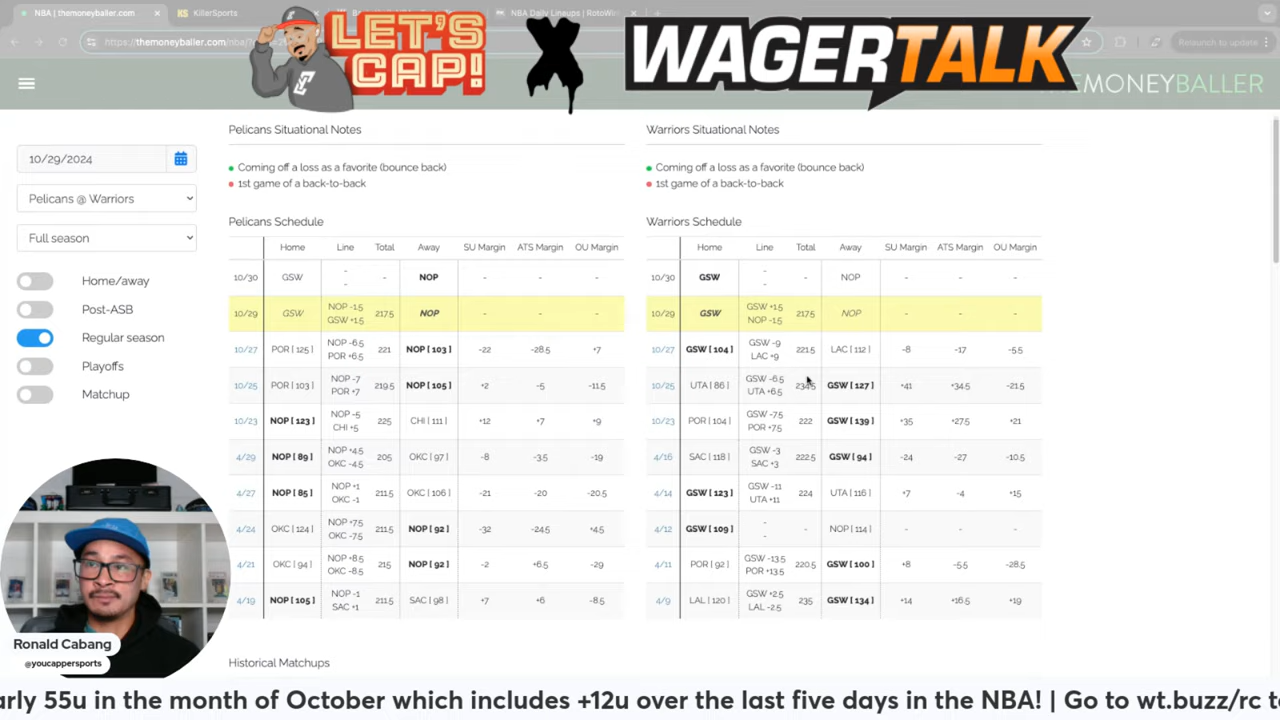 NBA | themoneyballer.com
KillerSports
NBA Daily Lineups | RotoWi
https://themoneyballer.com/nba/
Relaunch to update
LET'S CAP!
X
WAGERTALK
MONEYBALLER
10/29/2024
Pelicans @ Warriors
Full season
Home/away
Post-ASB
Regular season
Playoffs
Matchup
Pelicans Situational Notes
Coming off a loss as a favorite (bounce back)
1st game of a back-to-back
Pelicans Schedule
Home Line Total Away SU Margin ATS Margin OU Margin
10/30 GSW - - - NOP - - -
10/29 GSW NOP -1.5 GSW +1.5 217.5 NOP - - -
10/27 POR [ 125 ] NOP -6.5 POR +6.5 221 NOP [ 103 ] -22 -28.5 +7
10/25 POR [ 103 ] NOP -7 POR +7 219.5 NOP [ 105 ] +2 -5 -11.5
10/23 NOP [ 123 ] NOP -5 CHI +5 225 CHI [ 111 ] +12 +7 +9
4/29 NOP [ 89 ] NOP +4.5 OKC -4.5 205 OKC [ 97 ] -8 -3.5 -19
4/27 NOP [ 85 ] NOP +1 OKC -1 211.5 OKC [ 106 ] -21 -20 -20.5
4/24 OKC [ 124 ] NOP +7.5 OKC -7.5 211.5 NOP [ 92 ] -32 -24.5 +4.5
4/21 OKC [ 94 ] NOP +8.5 OKC -8.5 215 NOP [ 92 ] -2 +6.5 -29
4/19 NOP [ 105 ] NOP -1 SAC +1 211.5 SAC [ 98 ] +7 +6 -8.5
Historical Matchups
Warriors Situational Notes
Coming off a loss as a favorite (bounce back)
1st game of a back-to-back
Warriors Schedule
Home Line Total Away SU Margin ATS Margin OU Margin
10/30 GSW - - - NOP - - -
10/29 GSW GSW +1.5 NOP -1.5 217.5 NOP - - -
10/27 GSW [ 104 ] GSW -9 LAC +9 221.5 LAC [ 112 ] -8 -17 -5.5
10/25 UTA [ 86 ] GSW -6.5 UTA +6.5 234.5 GSW [ 127 ] +41 +34.5 -21.5
10/23 POR [ 104 ] GSW -7.5 POR +7.5 222 GSW [ 139 ] +35 +27.5 +21
4/16 SAC [ 118 ] GSW -3 SAC +3 222.5 GSW [ 94 ] -24 -27 -10.5
4/14 GSW [ 123 ] GSW -11 UTA +11 224 UTA [ 116 ] +7 -4 +15
4/12 GSW [ 109 ] - - - NOP [ 114 ] - - -
4/11 POR [ 92 ] GSW -13.5 POR +13.5 220.5 GSW [ 100 ] +8 -5.5 -28.5
4/9 LAL [ 120 ] GSW +2.5 LAL -2.5 235 GSW [ 134 ] +14 +16.5 +19
Ronald Cabang
@youcappersports
arly 55u in the month of October which includes +12u over the last five days in the NBA! | Go to wt.buzz/rc t